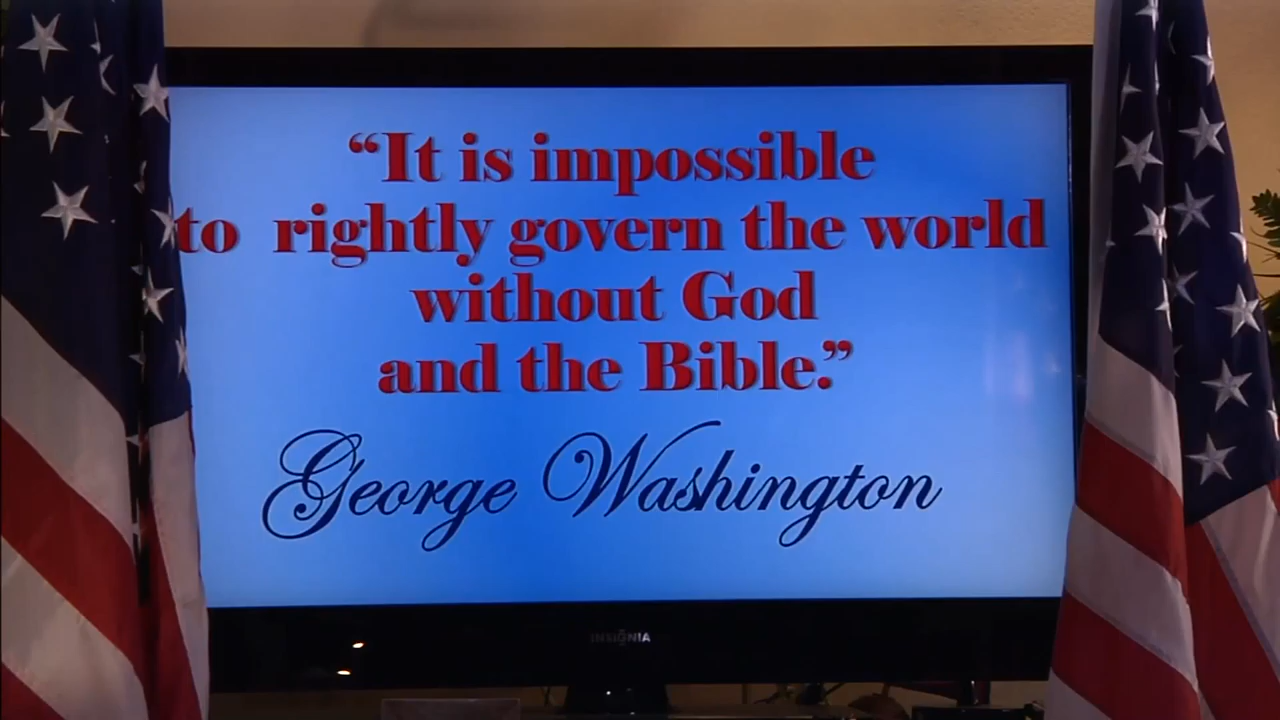 “It is impossible
to rightly govern the world
without God
and the Bible.”
George Washington
INSIGNIA